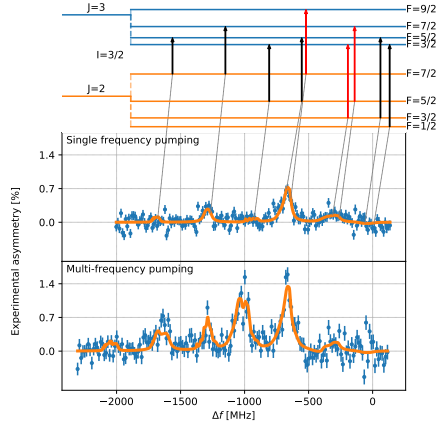 J=3
F=9/2
F=7/2
F=5/2
F=3/2
I=3/2
J=2
F=7/2
F=5/2
F=3/2
F=1/2
Single frequency pumping
1.4
0.7
0.0
Experimental asymmetry [%]
Multi-frequency pumping
1.4
0.7
0.0
−2000 −1500 −1000 −500 0
Δf [MHz]